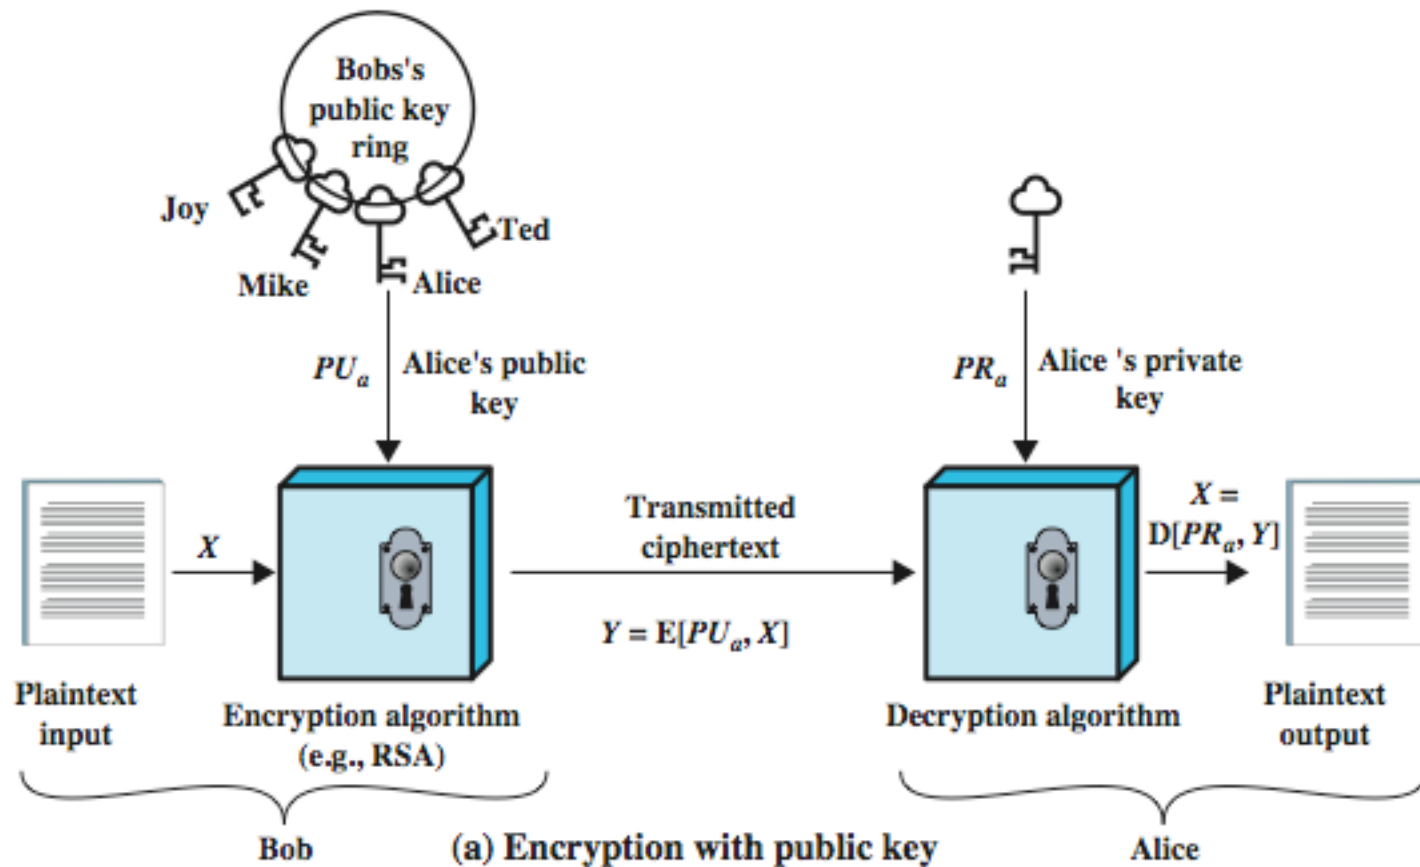 Bobs's
public key
ring
Joy
Ted
Mike
Alice
PUa
Alice's public
key
PRa
Alice 's private
key
X
Transmitted
ciphertext
X =
D[PRa, Y]
Y = E[PUa, X]
Plaintext
input
Encryption algorithm
(e.g., RSA)
Decryption algorithm
Plaintext
output
Bob
(a) Encryption with public key
Alice